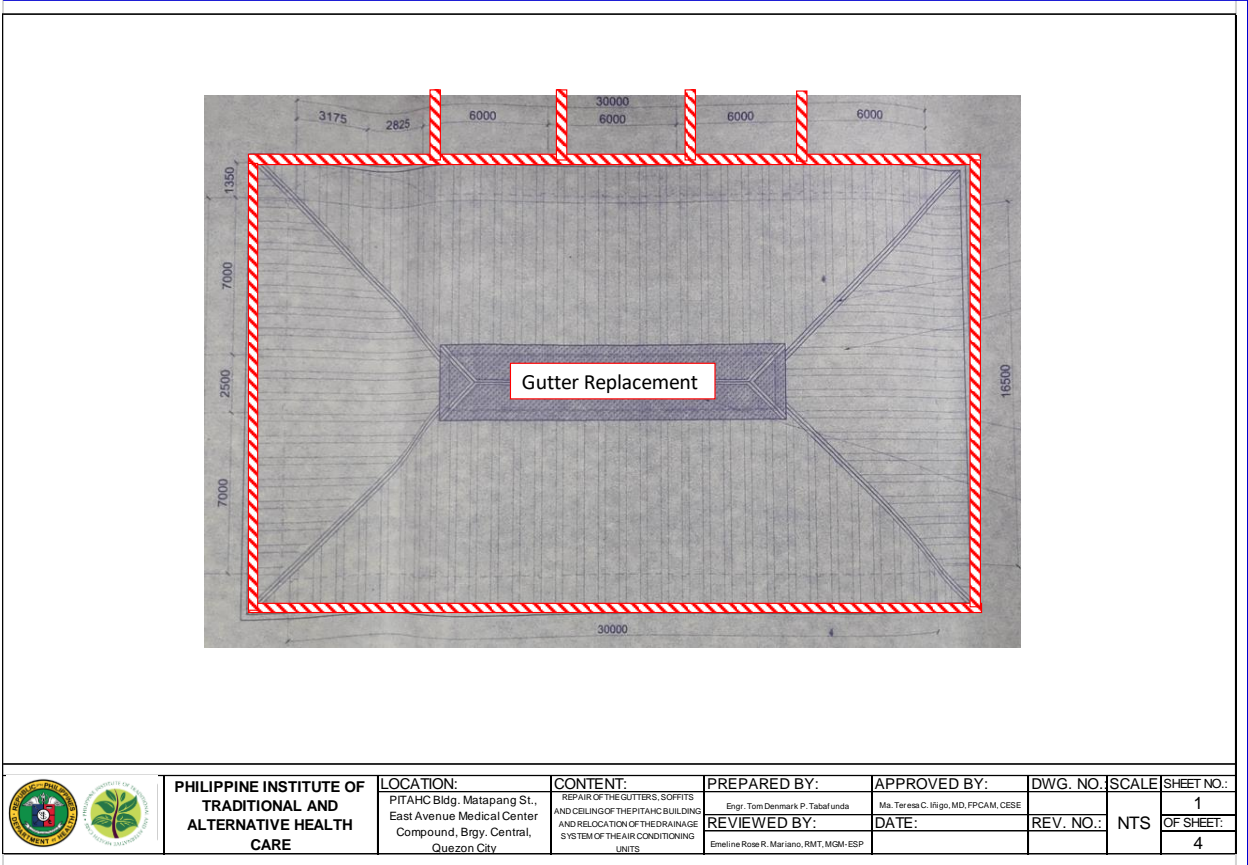 30000
3175
2825
6000
6000
6000
6000
1350
7000
2500
7000
16500
Gutter Replacement
30000
PHILIPPINE INSTITUTE OF
TRADITIONAL AND
ALTERNATIVE HEALTH
CARE
LOCATION:
PITAHC Bldg. Matapang St.,
East Avenue Medical Center
Compound, Brgy. Central,
Quezon City
CONTENT:
REPAIR OF THE GUTTERS, SOFFITS
AND CEILING OF THE PITAHC BUILDING
AND RELOCATION OF THE DRAINAGE
SYSTEM OF THE AIR CONDITIONING
UNITS
PREPARED BY:
Engr. Tom Denmark P. Tabafunda
REVIEWED BY:
Emeline Rose R. Mariano, RMT, MGM-ESP
APPROVED BY:
Ma. Teresa C. Iñigo, MD, FPCAM, CESE
DATE:
DWG. NO.:
REV. NO.:
SCALE
NTS
SHEET NO.:
1
OF SHEET:
4